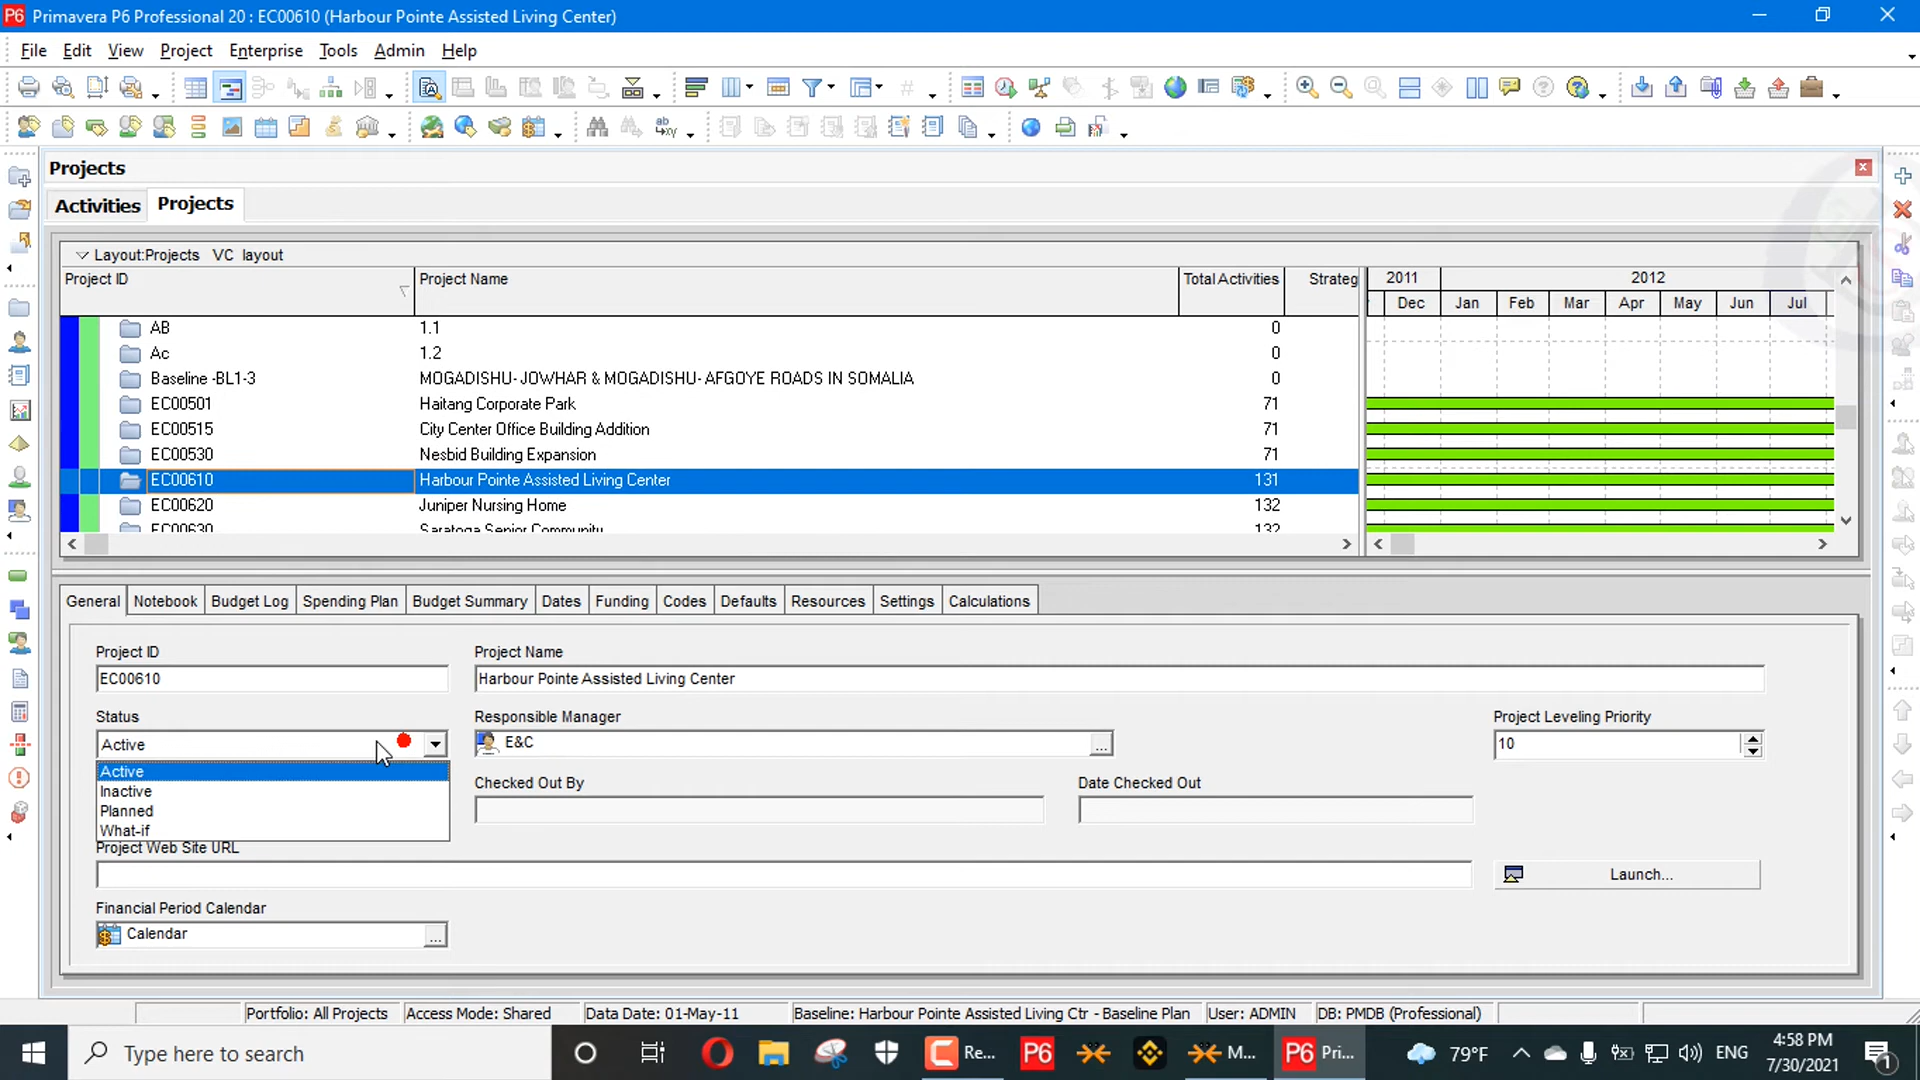 P6 Primavera P6 Professional 20 : EC00610 (Harbour Pointe Assisted Living Center)
File Edit View Project Enterprise Tools Admin Help
Projects
Activities Projects
Layout:Projects VC layout
Project ID Project Name Total Activities Strateg 2011 2012
Dec Jan Feb Mar Apr May Jun Jul
AB 1.1 0
Ac 1.2 0
Baseline -BL1-3 MOGADISHU- JOWHAR & MOGADISHU- AFGOYE ROADS IN SOMALIA 0
EC00501 Haitang Corporate Park 71
EC00515 City Center Office Building Addition 71
EC00530 Nesbid Building Expansion 71
EC00610 Harbour Pointe Assisted Living Center 131
EC00620 Juniper Nursing Home 132
EC00630 Saratoga Senior Community 132
General Notebook Budget Log Spending Plan Budget Summary Dates Funding Codes Defaults Resources Settings Calculations
Project ID Project Name
EC00610 Harbour Pointe Assisted Living Center
Status Responsible Manager Project Leveling Priority
Active E&C ... 10
Active
Inactive Checked Out By Date Checked Out
Planned
What-if
Project Web Site URL
Launch...
Financial Period Calendar
Calendar ...
Portfolio: All Projects Access Mode: Shared Data Date: 01-May-11 Baseline: Harbour Pointe Assisted Living Ctr - Baseline Plan User: ADMIN DB: PMDB (Professional)
Type here to search Re... P6 M... P6 Pri... 79°F ENG 4:58 PM
7/30/2021 1